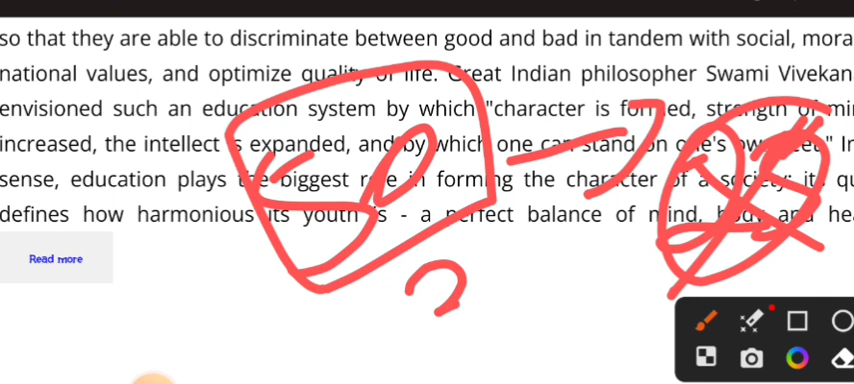 so that they are able to discriminate between good and bad in tandem with social, mora
national values, and optimize quality of life. Great Indian philosopher Swami Vivekan
envisioned such an education system by which "character is formed, strength of mi
increased, the intellect is expanded, and by which one can stand on one's own feet." In
sense, education plays the biggest role in forming the character of a society; its qu
defines how harmonious its youth is - a perfect balance of mind, body and hea
Read more